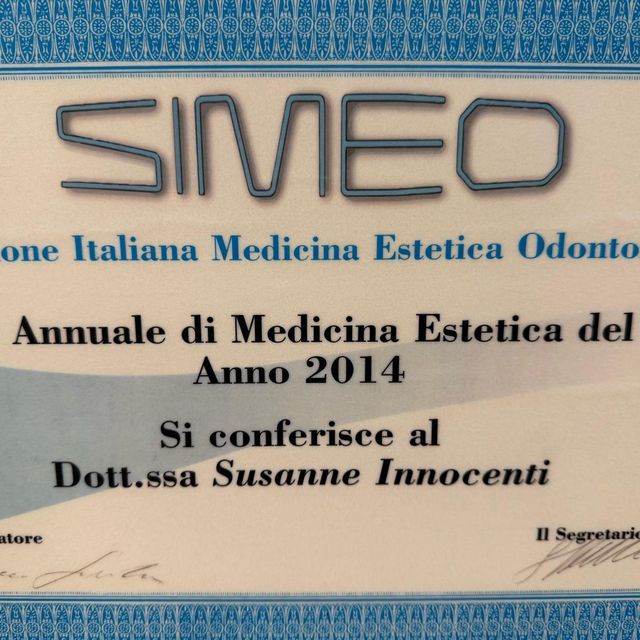 SIMEO
ione Italiana Medicina Estetica Odonto
Annuale di Medicina Estetica del
Anno 2014
Si conferisce al
Dott.ssa Susanne Innocenti
atore
Il Segretario